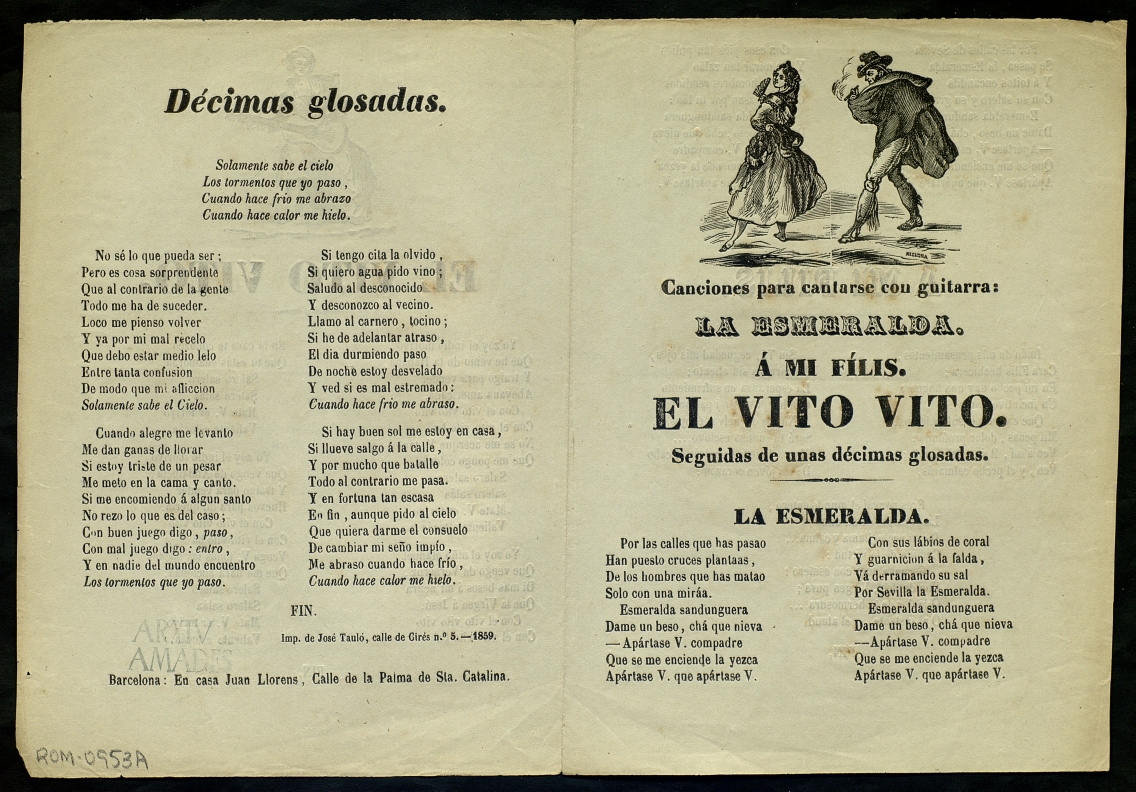 Décimas glosadas.
Solamente sabe el cielo
Los tormentos que yo paso,
Cuando hace frio me abrazo
Cuando hace calor me hielo.
No sé lo que pueda ser;
Pero es cosa sorprendente
Que al contrario de la gente
Todo me ha de suceder.
Loco me pienso volver
Y ya por mi mal recelo
Que debo estar medio lelo
Entre tanta confusion
De modo que mi afliccion
Solamente sabe el Cielo.
Cuando alegre me levanto
Me dan ganas de llorar
Si estoy triste de un pesar
Me meto en la cama y canto.
Si me encomiendo á algun santo
No rezo lo que es del caso;
Con buen juego digo, paso,
Con mal juego digo: entro,
Y en nadie del mundo encuentro
Los tormentos que yo paso.
Si tengo cita la olvido,
Si quiero agua pido vino;
Saludo al desconocido
Y desconozco al vecino.
Llamo al carnero, tocino;
Si he de adelantar atraso,
El dia durmiendo paso
De noche estoy desvelado
Y ved si es mal estremado:
Cuando hace frio me abraso.
Si hay buen sol me estoy en casa,
Si llueve salgo á la calle,
Y por mucho que batalle
Todo al contrario me pasa.
Y en fortuna tan escasa
En fin, aunque pido al cielo
Que quiera darme el consuelo
De cambiar mi seño impío,
Me abraso cuando hace frío,
Cuando hace calor me hielo.
FIN.
Imp. de José Tauló, calle de Girés n.º 5.—1859.
ARXIU
AMADES
Barcelona: En casa Juan Llorens, Calle de la Palma de Sta. Catalina.
ROM-0953A
NOGUERA
Canciones para cantarse con guitarra:
LA ESMERALDA.
Á MI FÍLIS.
EL VITO VITO.
Seguidas de unas décimas glosadas.
LA ESMERALDA.
Por las calles que has pasao
Han puesto cruces plantaas,
De los hombres que has matao
Solo con una miráa.
Esmeralda sandunguera
Dame un beso, chá que nieva
—Apártase V. compadre
Que se me enciende la yezca
Apártase V. que apártase V.
Con sus lábios de coral
Y guarnicion á la falda,
Vá derramando su sal
Por Sevilla la Esmeralda.
Esmeralda sandunguera
Dame un beso, chá que nieva
—Apártase V. compadre
Que se me enciende la yezca
Apártase V. que apártase V.